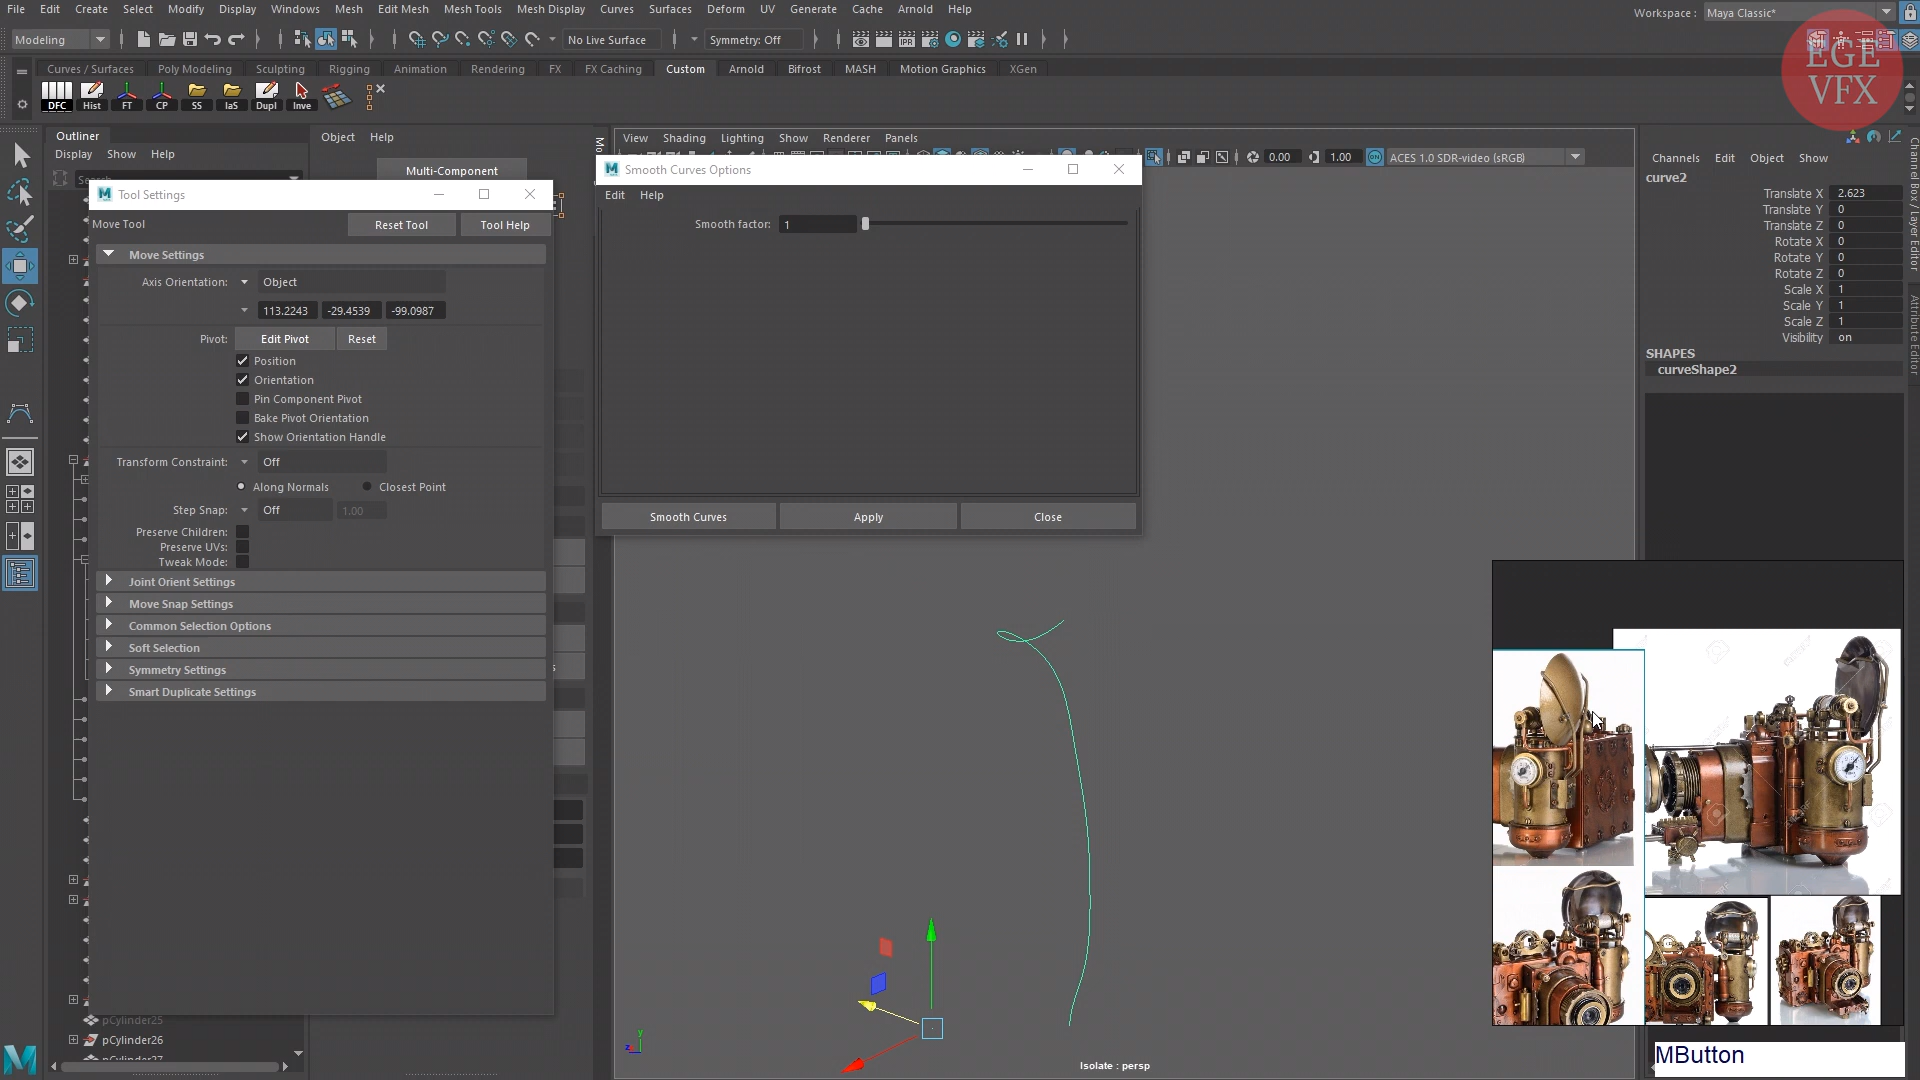 File Edit Create Select Modify Display Windows Mesh Edit Mesh Mesh Tools Mesh Display Curves Surfaces Deform UV Generate Cache Arnold Help
Workspace : Maya Classic*
Modeling
No Live Surface
Symmetry: Off
Curves / Surfaces Poly Modeling Sculpting Rigging Animation Rendering FX FX Caching Custom Arnold Bifrost MASH Motion Graphics XGen
EGE
VFX
DFC Hist FT CP SS IaS Dupl Inve
Outliner
Display Show Help
Object Help
Multi-Component
View Shading Lighting Show Renderer Panels
0.00
1.00
ACES 1.0 SDR-video (sRGB)
Tool Settings
Move Tool
Reset Tool
Tool Help
Move Settings
Axis Orientation: Object
113.2243 -29.4539 -99.0987
Pivot: Edit Pivot Reset
Position
Orientation
Pin Component Pivot
Bake Pivot Orientation
Show Orientation Handle
Transform Constraint: Off
Along Normals Closest Point
Step Snap: Off 1.00
Preserve Children:
Preserve UVs:
Tweak Mode:
Joint Orient Settings
Move Snap Settings
Common Selection Options
Soft Selection
Symmetry Settings
Smart Duplicate Settings
pCylinder25
pCylinder26
pCylinder27
Smooth Curves Options
Edit Help
Smooth factor: 1
Smooth Curves
Apply
Close
Isolate : persp
Channels Edit Object Show
curve2
Translate X 2.623
Translate Y 0
Translate Z 0
Rotate X 0
Rotate Y 0
Rotate Z 0
Scale X 1
Scale Y 1
Scale Z 1
Visibility on
SHAPES
curveShape2
Channel Box / Layer Editor
Attribute Editor
MButton